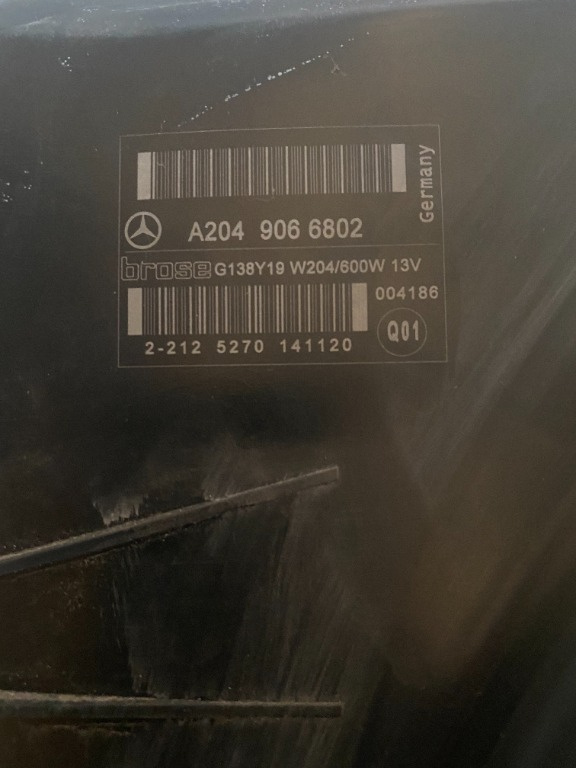 Germany
A204 906 6802
brose G138Y19 W204/600W 13V
004186
Q01
2-212 5270 141120